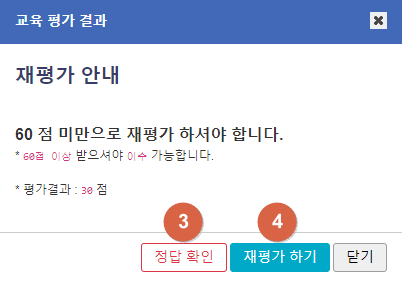 교육 평가 결과
재평가 안내
60 점 미만으로 재평가 하셔야 합니다.
* 60점 이상 받으셔야 이수 가능합니다.
* 평가결과 : 30 점
3 4
정답 확인 재평가 하기 닫기